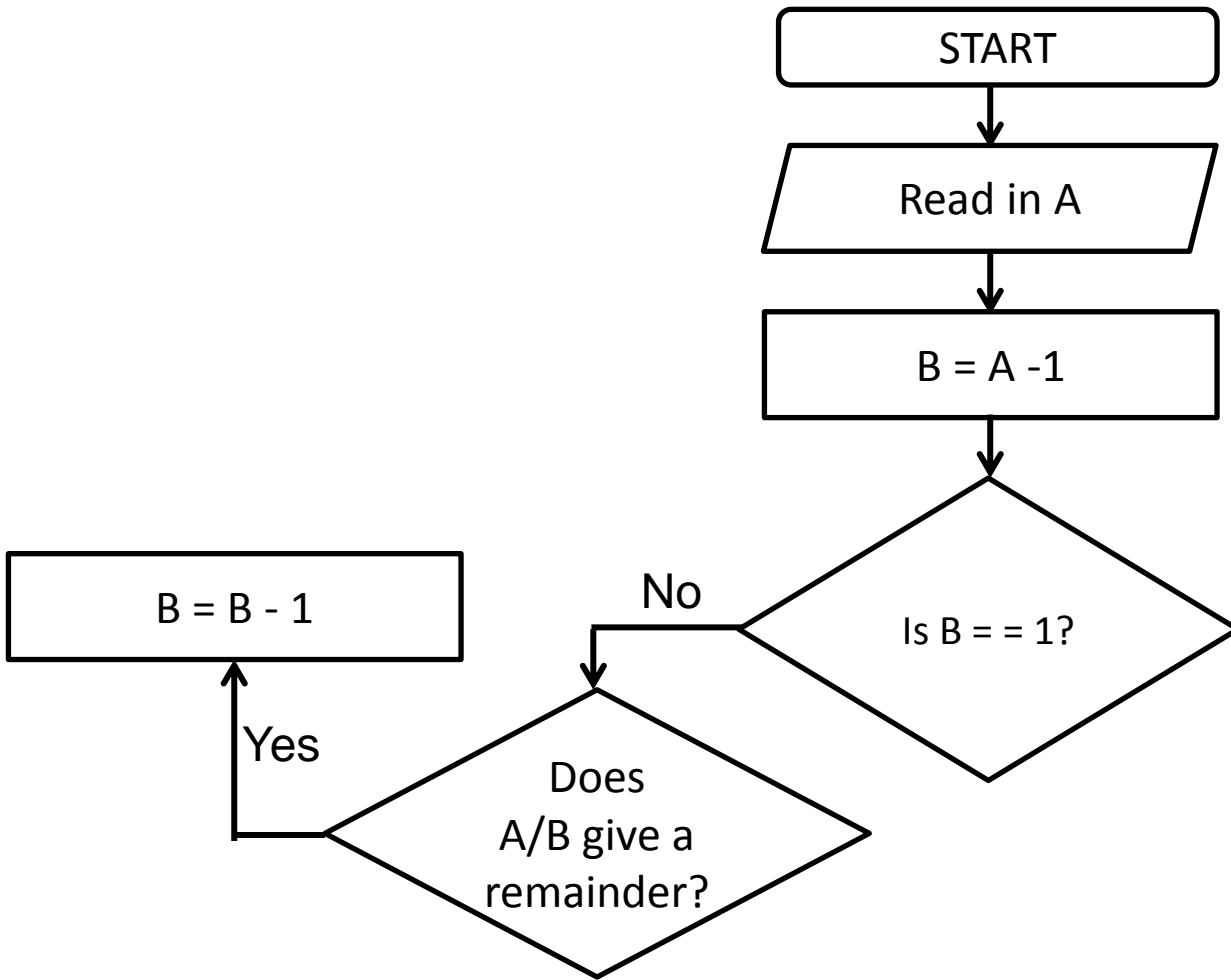 START
Read in A
B = A -1
Is B = = 1?
No
B = B - 1
Yes
Does
A/B give a
remainder?